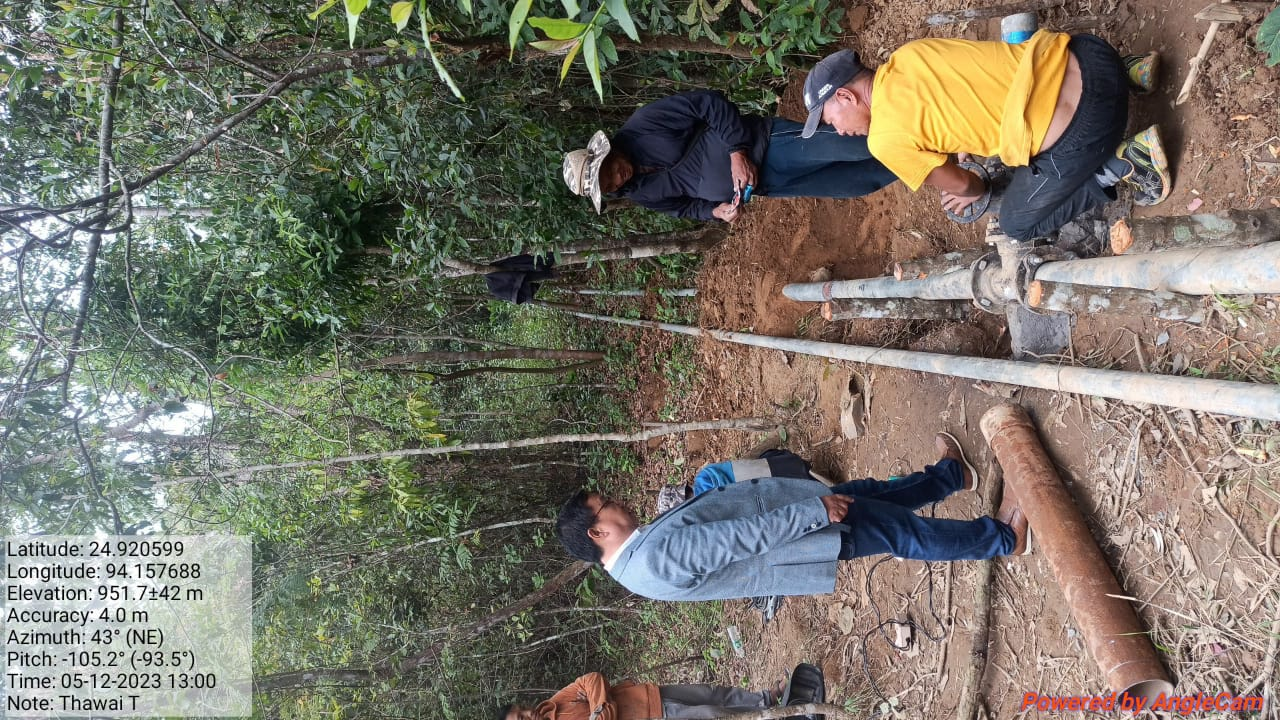 Latitude: 24.920599
Longitude: 94.157688
Elevation: 951.7±42 m
Accuracy: 4.0 m
Azimuth: 43° (NE)
Pitch: -105.2° (-93.5°)
Time: 05-12-2023 13:00
Note: Thawai T
Powered by AngleCam